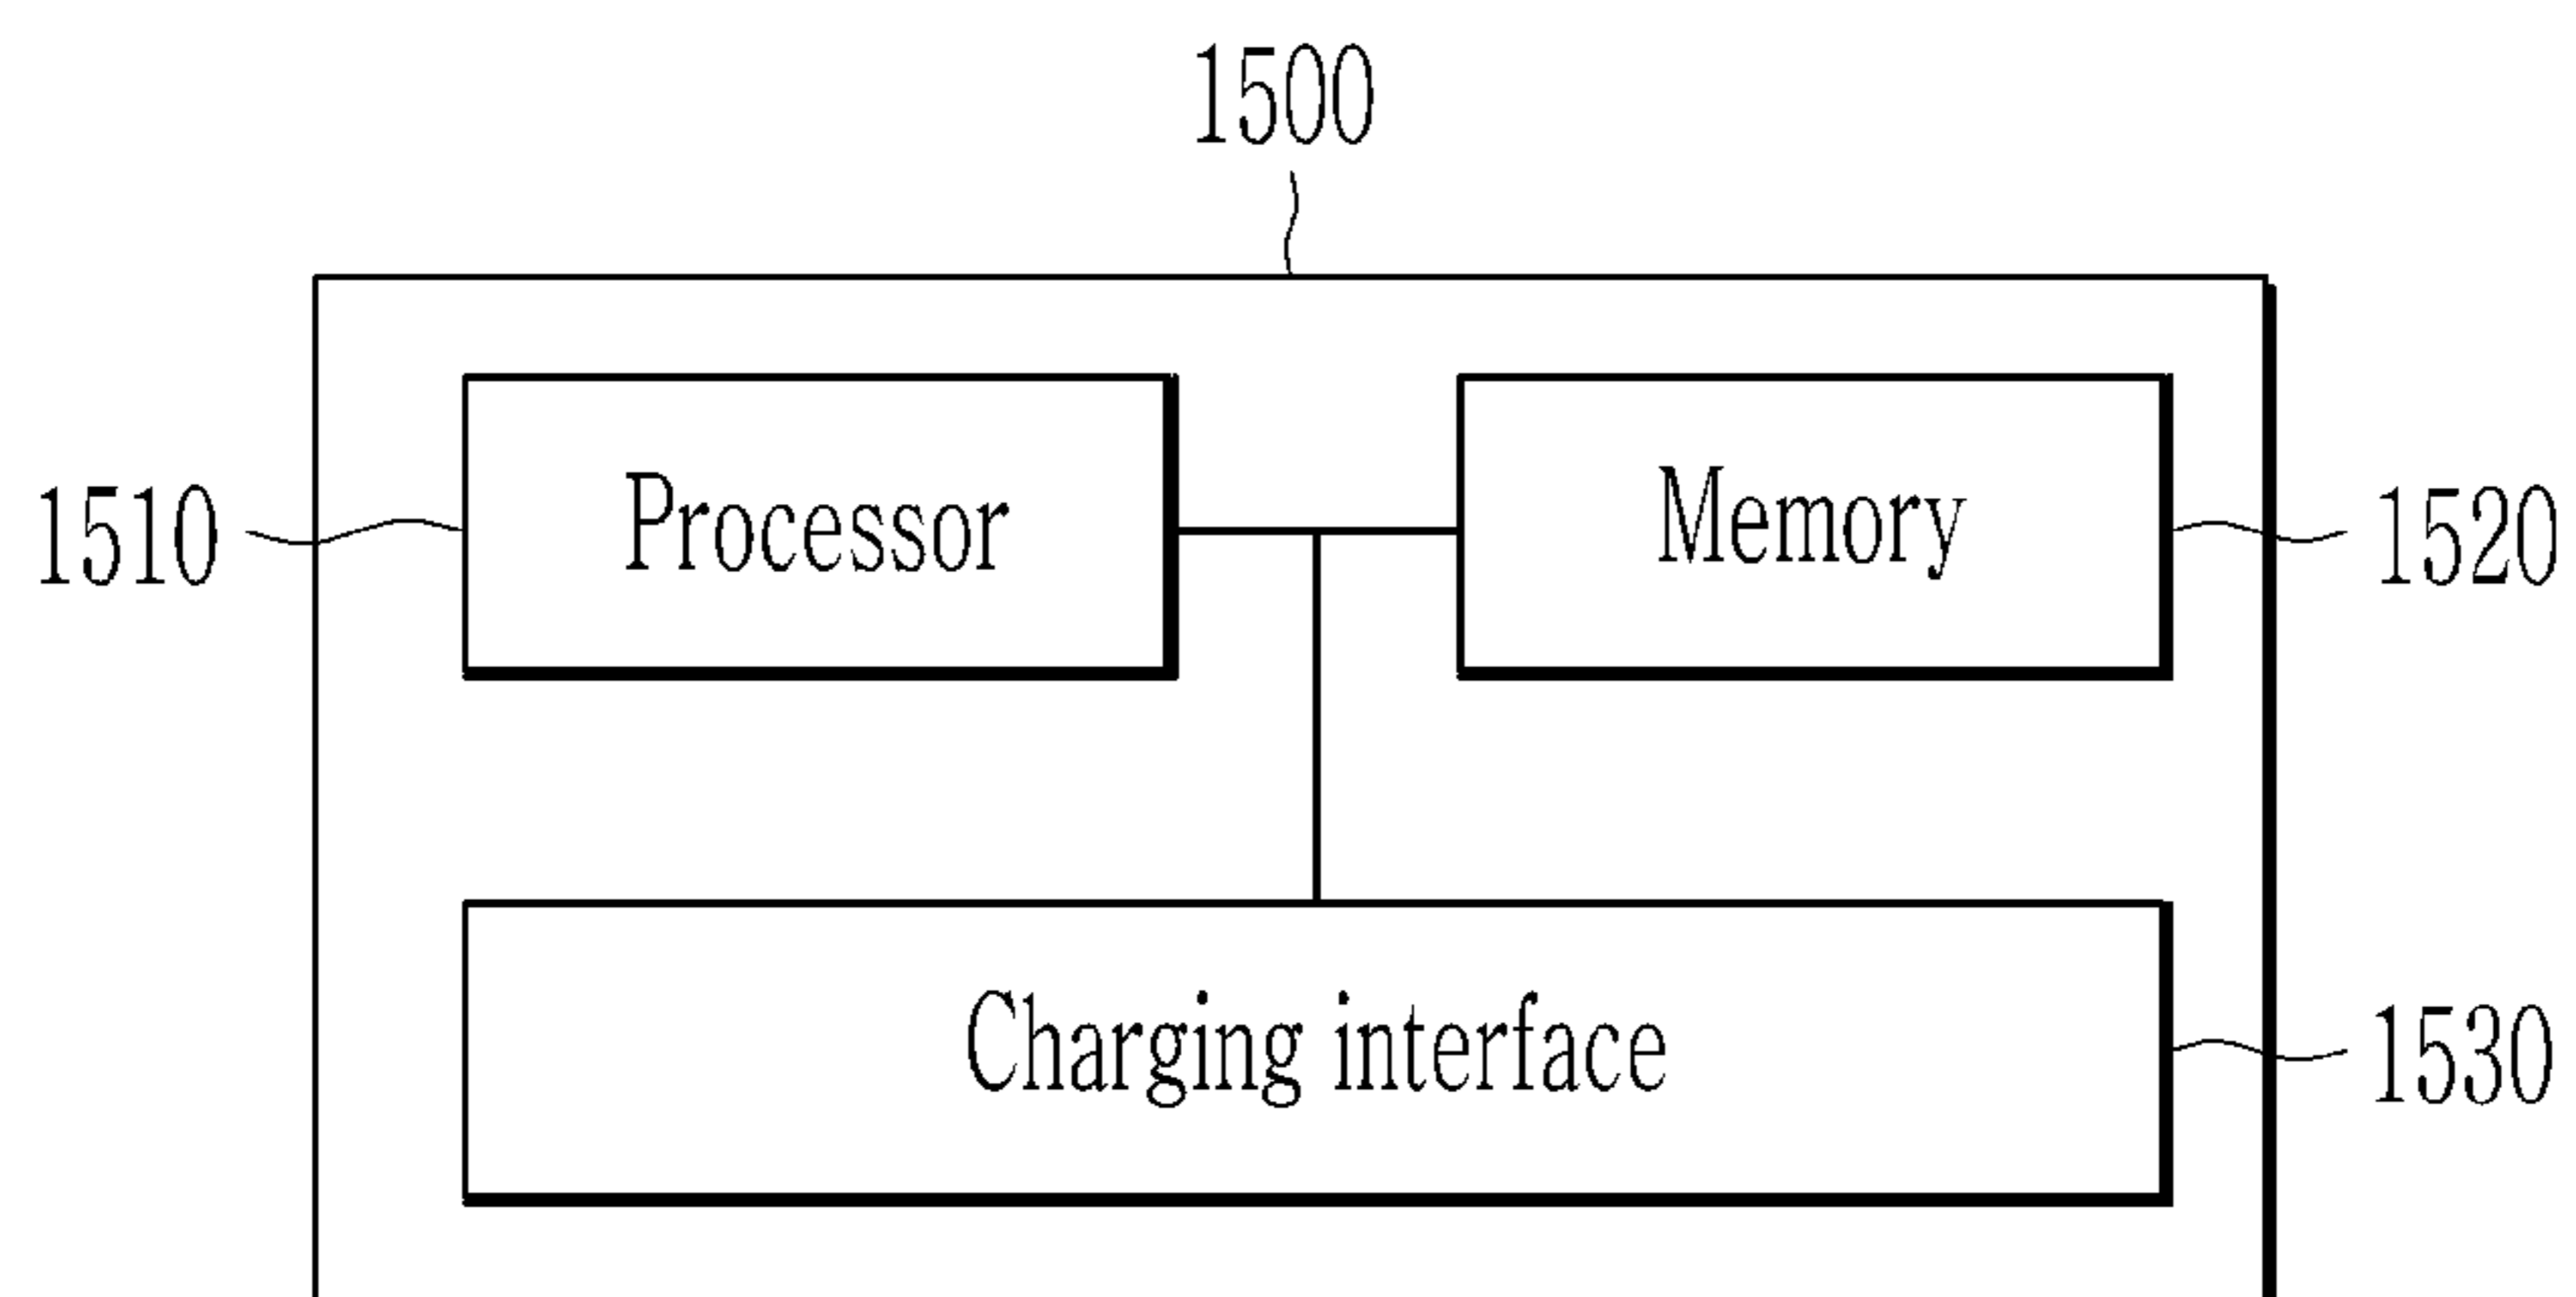 1500
1510
Processor
Memory
1520
Charging interface
1530